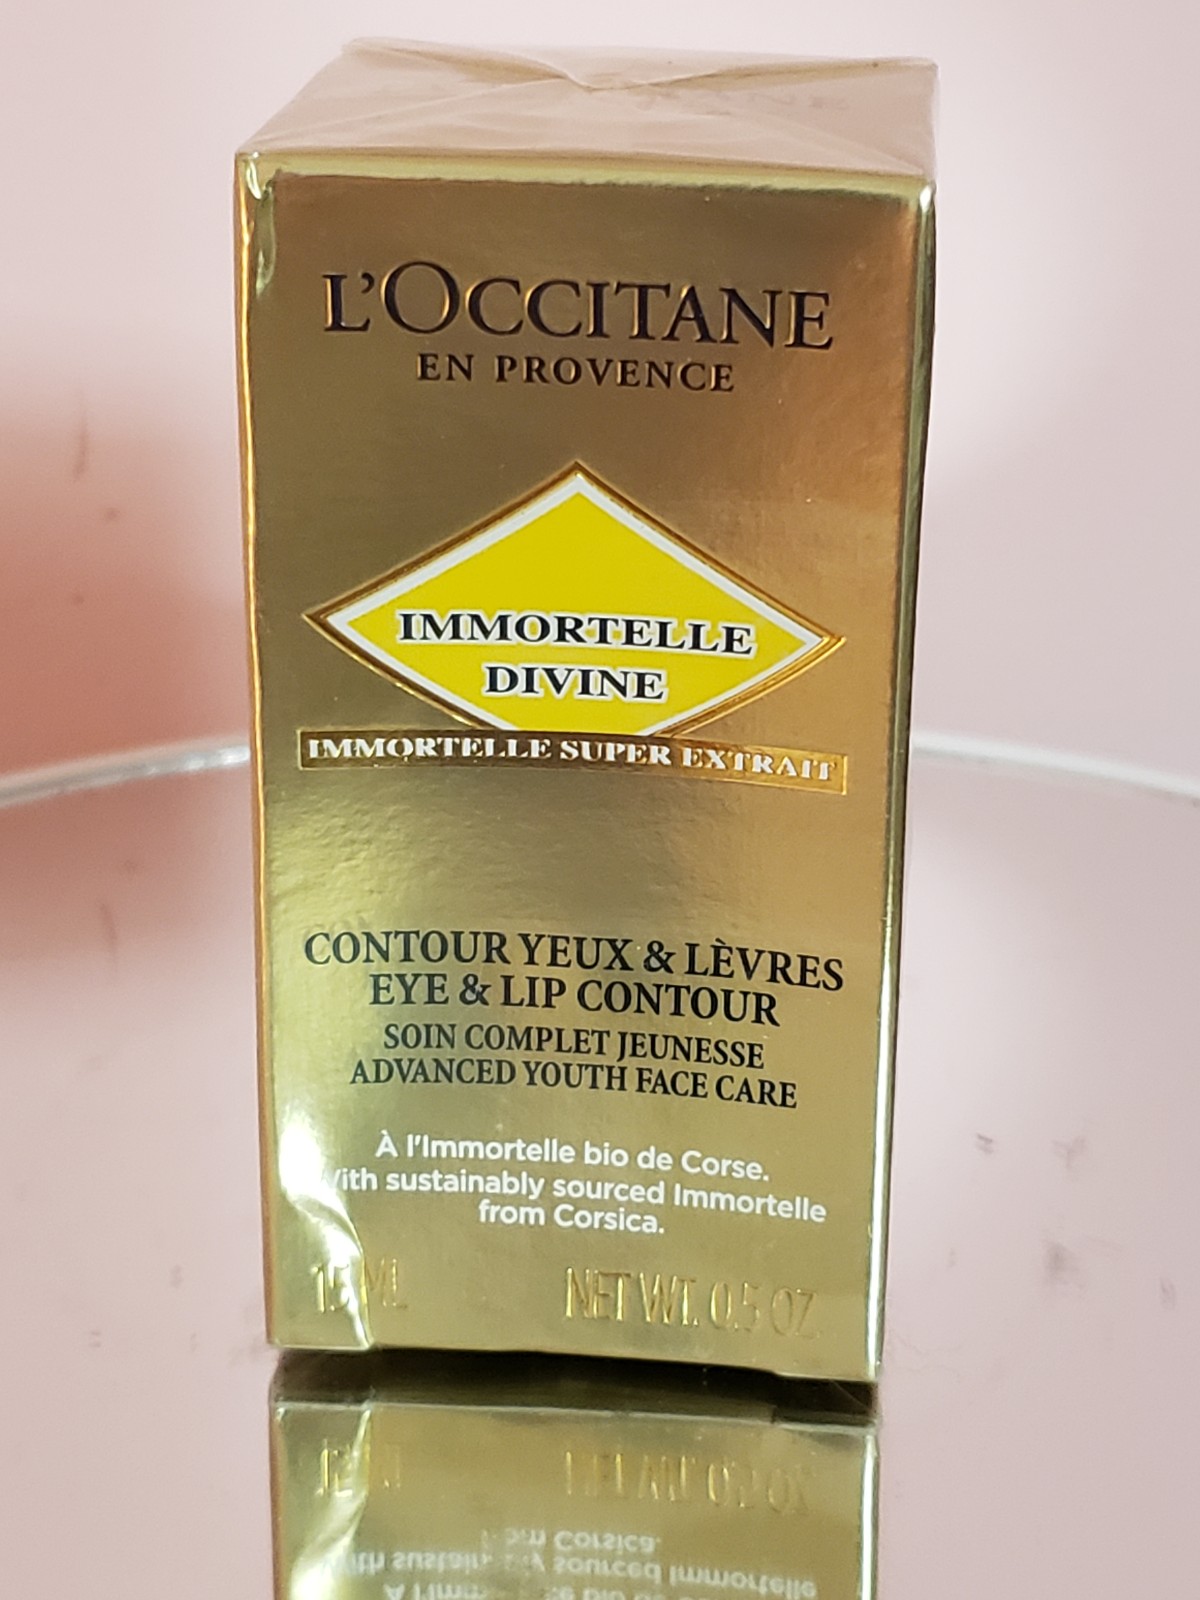 L'OCCITANE
EN PROVENCE
IMMORTELLE
DIVINE
IMMORTELLE SUPER EXTRAIT
CONTOUR YEUX & LÈVRES
EYE & LIP CONTOUR
SOIN COMPLET JEUNESSE
ADVANCED YOUTH FACE CARE
À l'Immortelle bio de Corse.
With sustainably sourced Immortelle
from Corsica.
15 ML NET WT. 0.5 OZ.